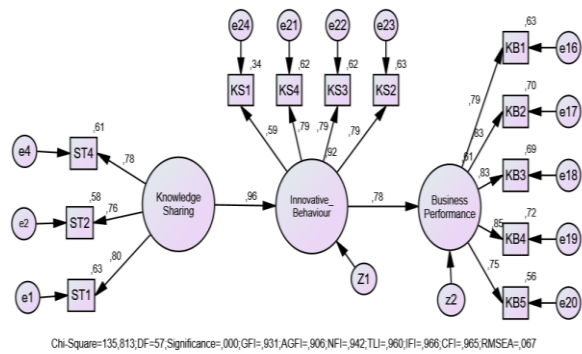 e24 e21 e22 e23
,34 ,62 ,62 ,63
KS1 KS4 KS3 KS2
,59 ,79 ,79 ,79
,63
KB1 e16
,79
,70
KB2 e17
,83
,61
,69
KB3 e18
,83
,72
KB4 e19
,85
,56
KB5 e20
,75
,61
e4 ST4
,78
,58
e2 ST2
,76
,63
e1 ST1
,80
Knowledge
Sharing
,96
,92
Innovative_
Behaviour
,78
Business
Performance
Z1
z2
Chi-Square=135,813;DF=57;Significance=,000;GFI=,931;AGFI=,906;NFI=,942;TLI=,960;IFI=,966;CFI=,965;RMSEA=,067